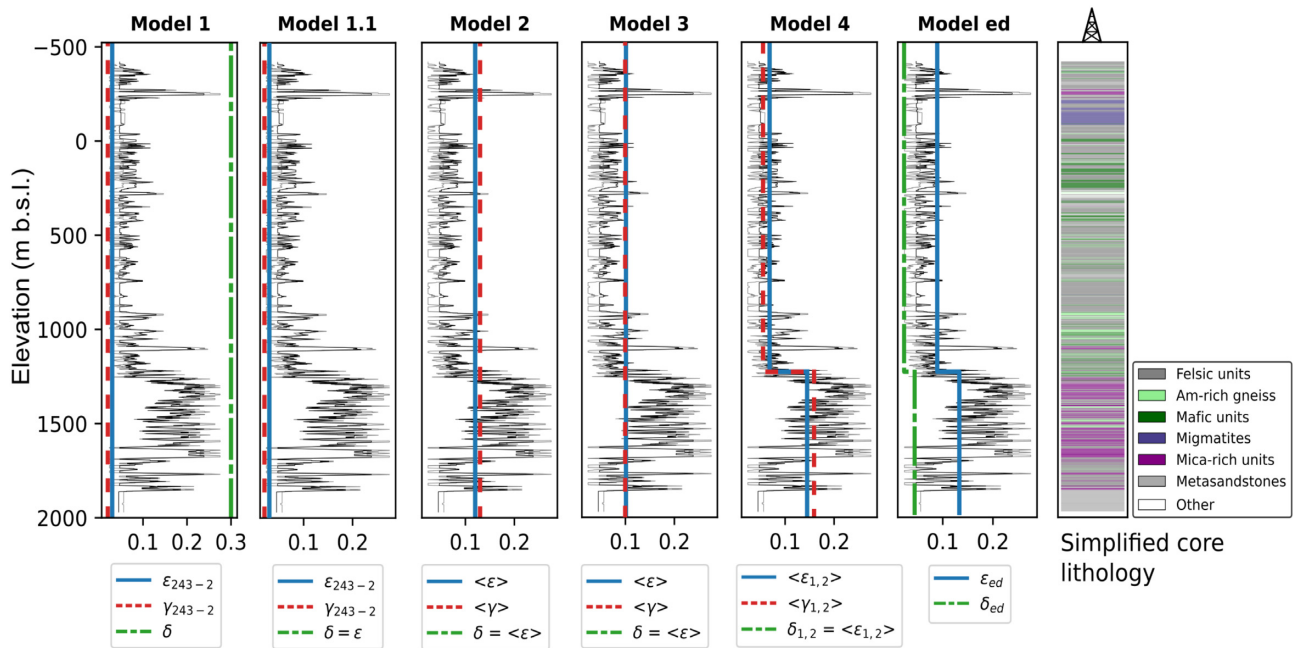 Model 1 Model 1.1 Model 2 Model 3 Model 4 Model ed
Elevation (m b.s.l.)
−500
0
500
1000
1500
2000
0.1 0.2 0.3
0.1 0.2
0.1 0.2
0.1 0.2
0.1 0.2
0.1 0.2
Felsic units
Am-rich gneiss
Mafic units
Migmatites
Mica-rich units
Metasandstones
Other
Simplified core
lithology
ε243−2
γ243−2
δ
ε243−2
γ243−2
δ = ε
<ε>
<γ>
δ = <ε>
<ε>
<γ>
δ = <ε>
<ε1,2>
<γ1,2>
δ1,2 = <ε1,2>
εed
δed